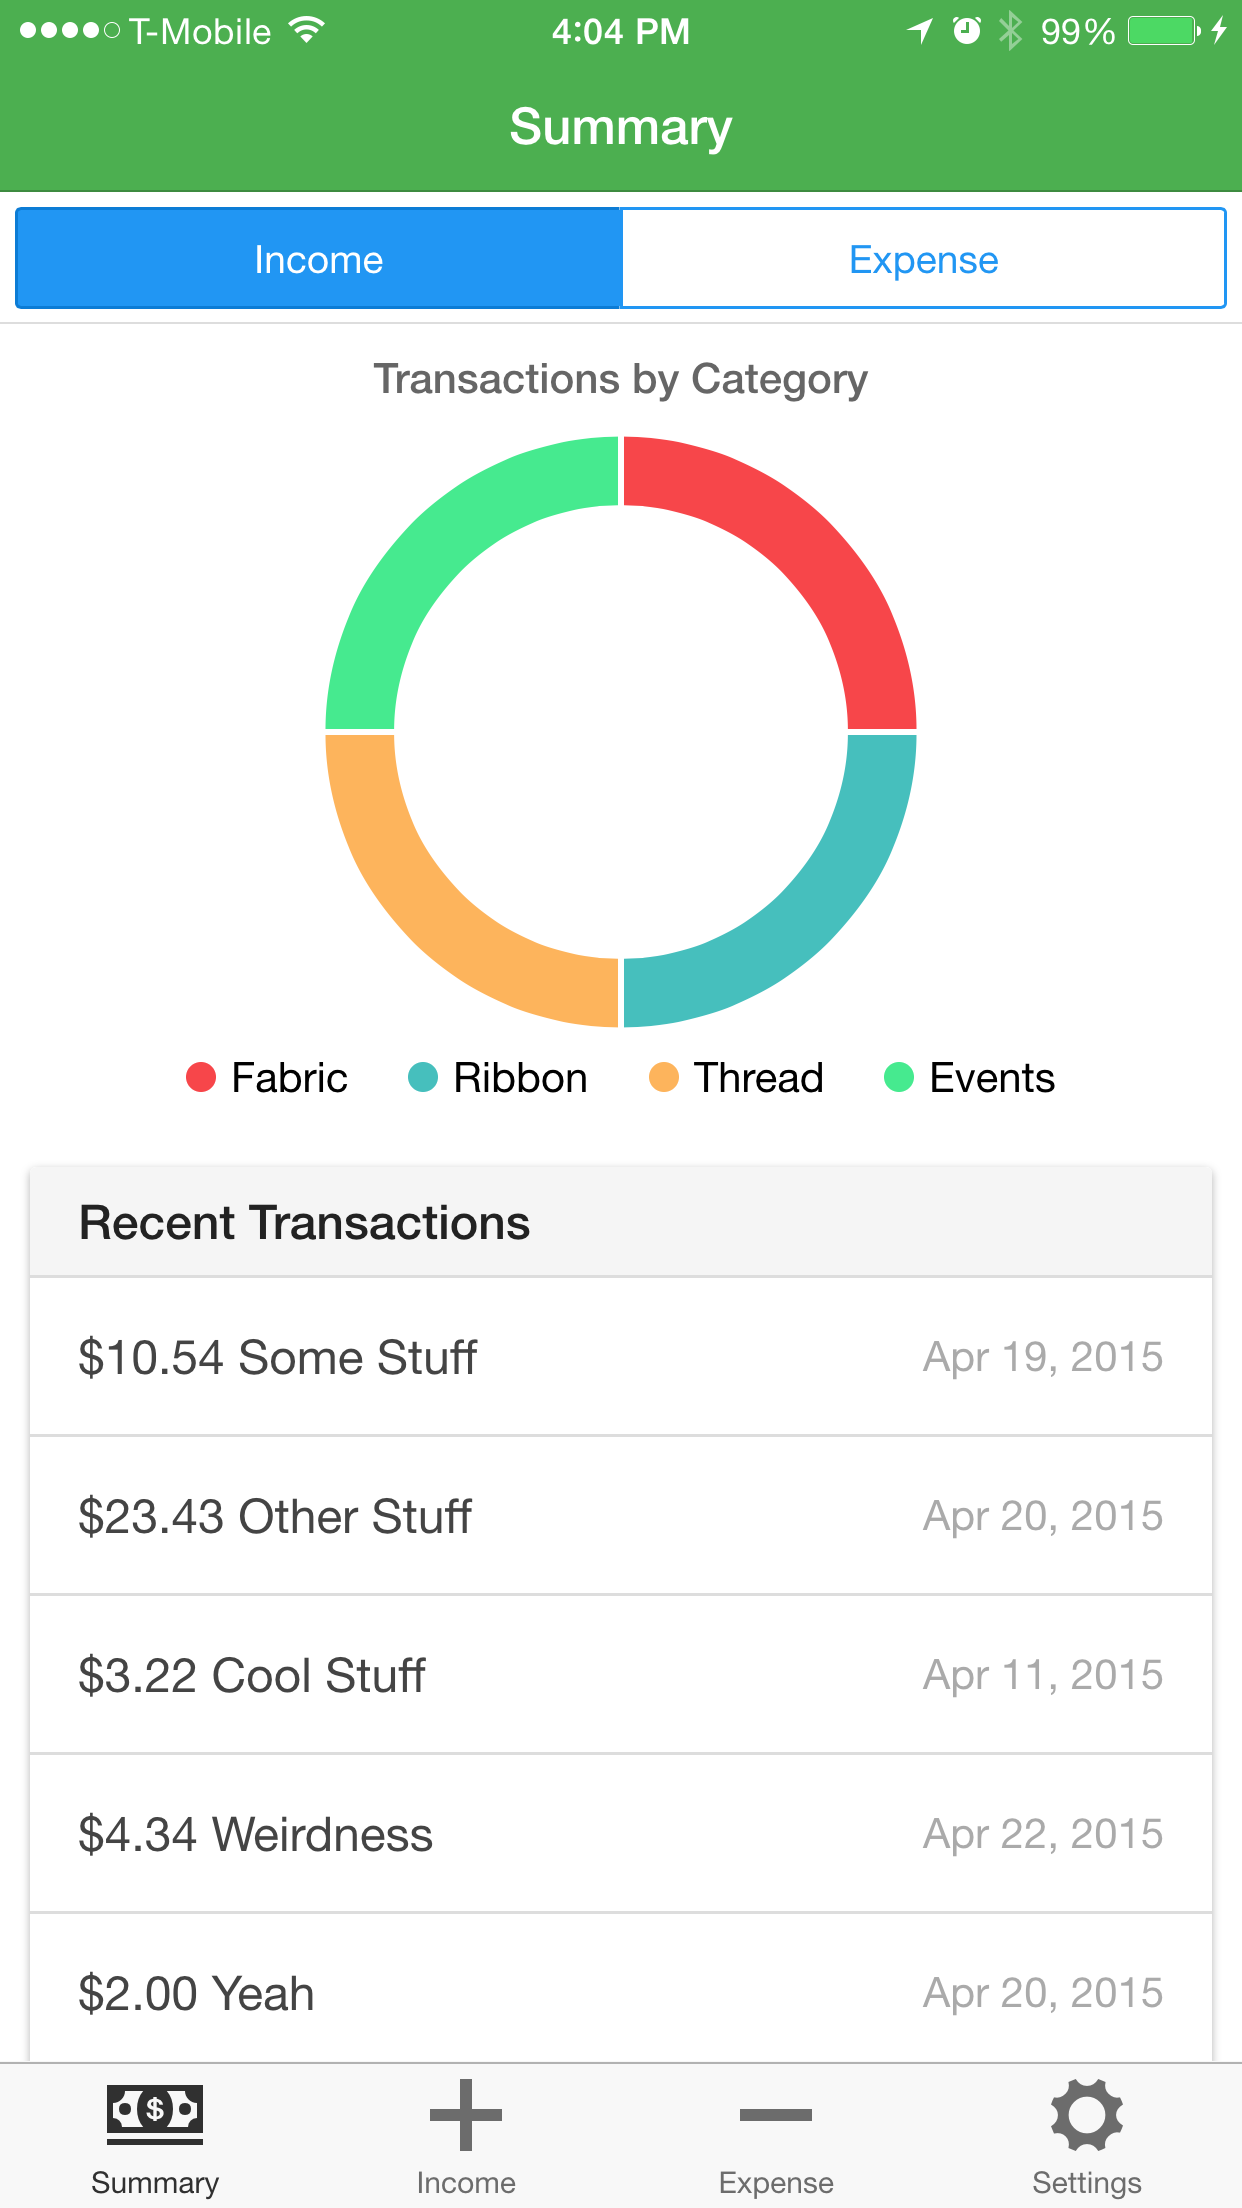 T-Mobile 4:04 PM 99%
Summary
Income Expense
Transactions by Category
Fabric Ribbon Thread Events
Recent Transactions
$10.54 Some Stuff Apr 19, 2015
$23.43 Other Stuff Apr 20, 2015
$3.22 Cool Stuff Apr 11, 2015
$4.34 Weirdness Apr 22, 2015
$2.00 Yeah Apr 20, 2015
$
Summary Income Expense Settings